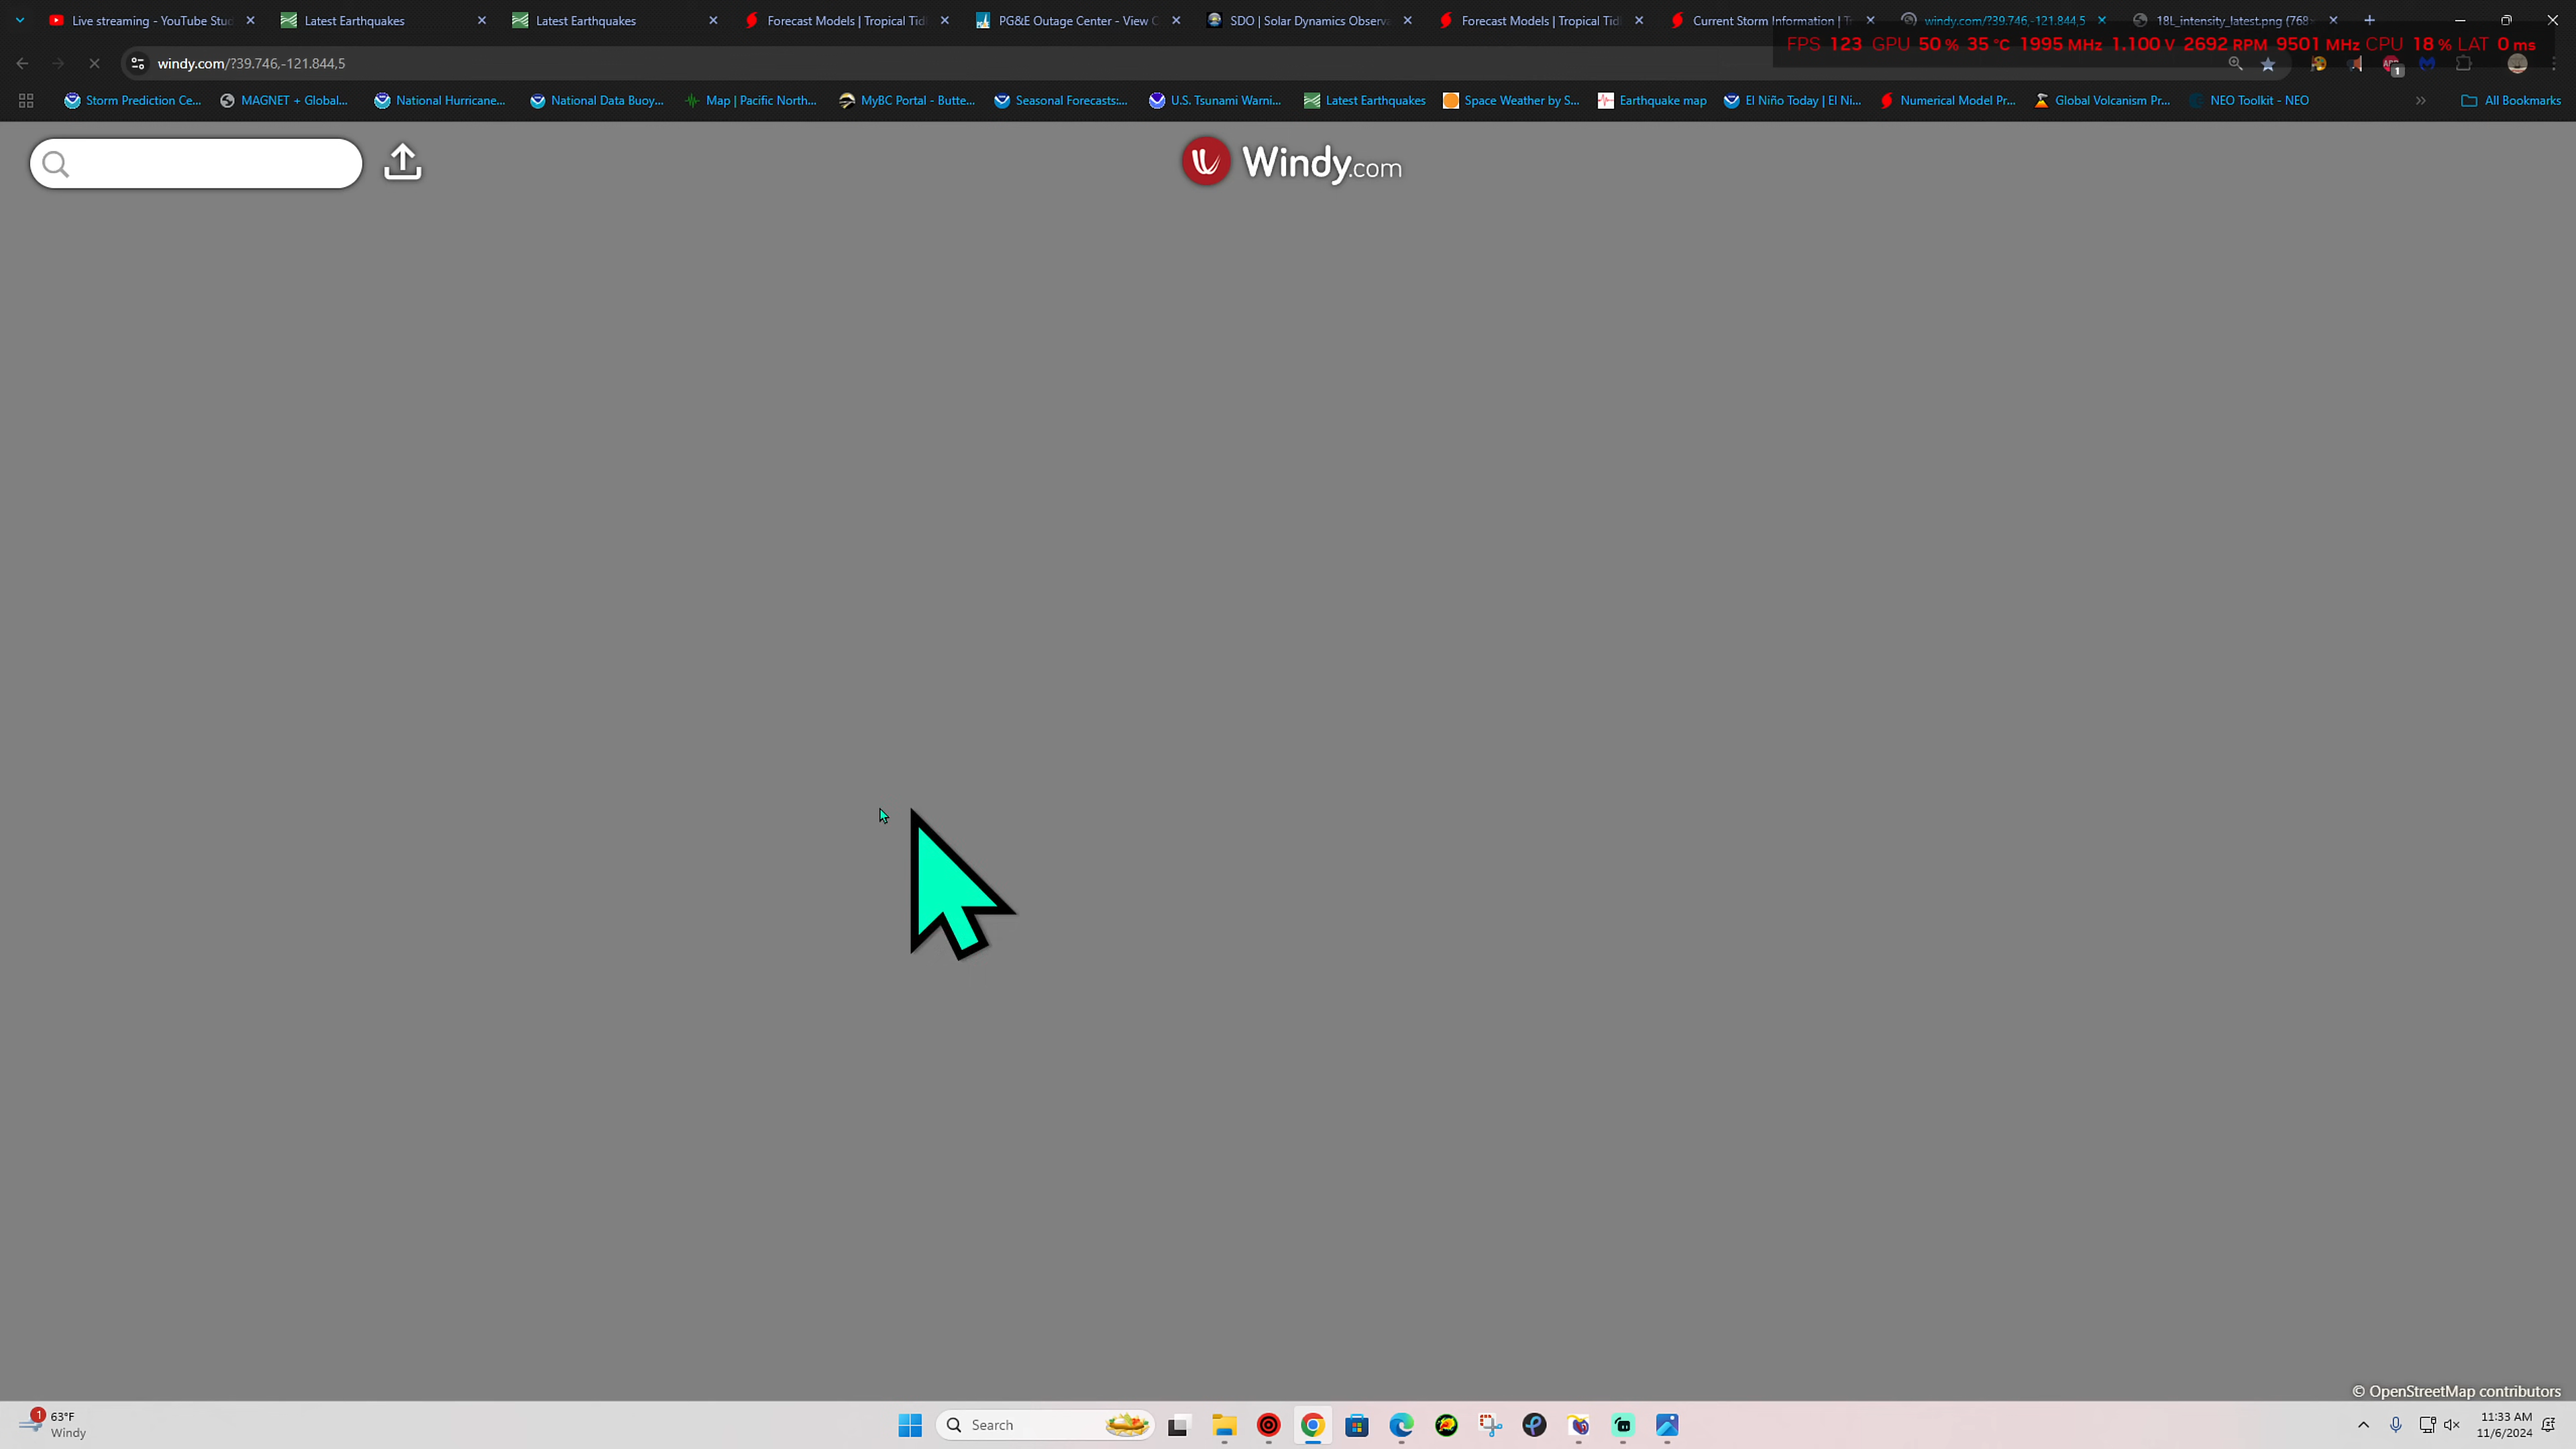 Live streaming - YouTube Stud
Latest Earthquakes
Latest Earthquakes
Forecast Models | Tropical Tid
PG&E Outage Center - View O
SDO | Solar Dynamics Observa
Forecast Models | Tropical Tid
Current Storm Information | T
windy.com/?39.746,-121.844,5
18L_intensity_latest.png (768
FPS 123 GPU 50 % 35 °C 1995 MHz 1.100 V 2692 RPM 9501 MHz CPU 18 % LAT 0 ms
windy.com/?39.746,-121.844,5
1
Storm Prediction Ce...
MAGNET + Global...
National Hurricane...
National Data Buoy...
Map | Pacific North...
MyBC Portal - Butte...
Seasonal Forecasts:...
U.S. Tsunami Warni...
Latest Earthquakes
Space Weather by S...
Earthquake map
El Niño Today | El Ni...
Numerical Model Pr...
Global Volcanism Pr...
NEO Toolkit - NEO
All Bookmarks
Windy.com
© OpenStreetMap contributors
1
63°F
Windy
Search
11:33 AM
11/6/2024